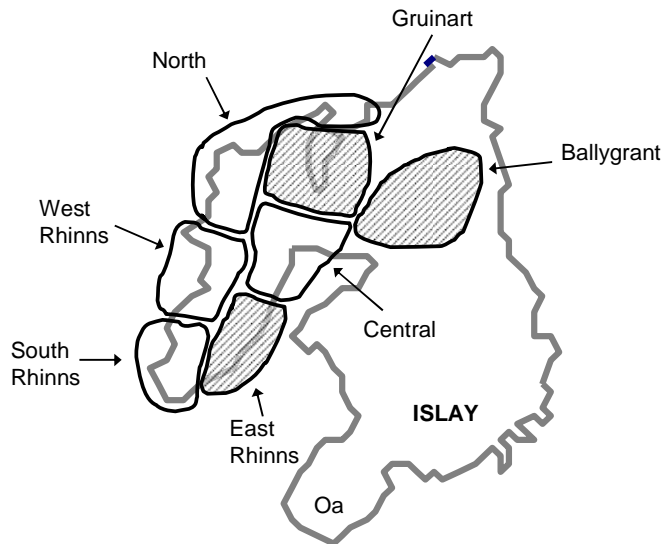 Gruinart
North
Ballygrant
West
Rhinns
Central
South
Rhinns
ISLAY
East
Rhinns
Oa